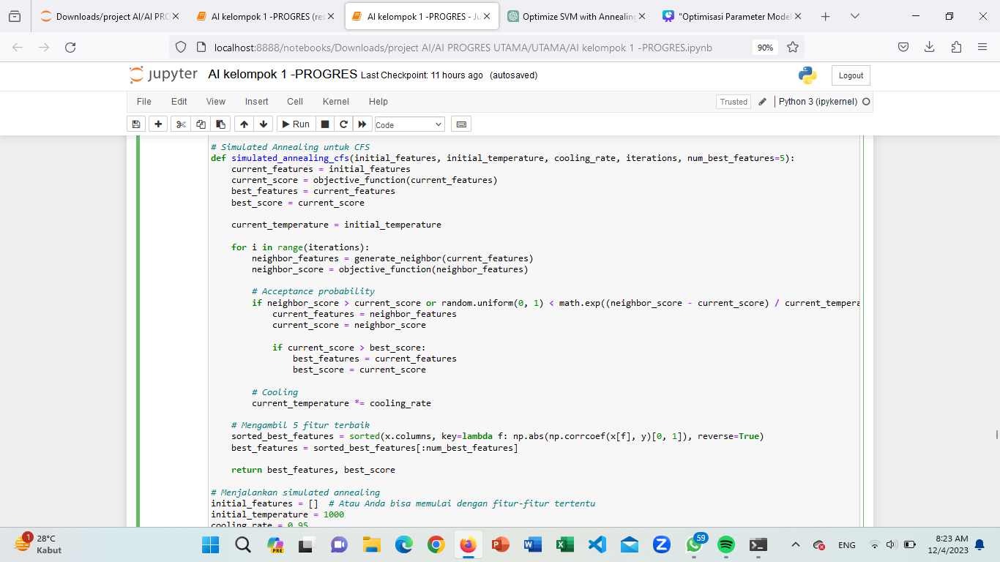 Downloads/project AI/AI PRO
AI kelompok 1 -PROGRES (res
AI kelompok 1 -PROGRES - Ju
Optimize SVM with Annealing
"Optimisasi Parameter Model
localhost:8888/notebooks/Downloads/project AI/AI PROGRES UTAMA/UTAMA/AI kelompok 1 -PROGRES.ipynb
90%
jupyter AI kelompok 1 -PROGRES Last Checkpoint: 11 hours ago (autosaved)
Logout
File Edit View Insert Cell Kernel Help
Trusted
Python 3 (ipykernel)
Run
Code
# Simulated Annealing untuk CFS
def simulated_annealing_cfs(initial_features, initial_temperature, cooling_rate, iterations, num_best_features=5):
    current_features = initial_features
    current_score = objective_function(current_features)
    best_features = current_features
    best_score = current_score
    current_temperature = initial_temperature
    for i in range(iterations):
        neighbor_features = generate_neighbor(current_features)
        neighbor_score = objective_function(neighbor_features)
        # Acceptance probability
        if neighbor_score > current_score or random.uniform(0, 1) < math.exp((neighbor_score - current_score) / current_tempera
            current_features = neighbor_features
            current_score = neighbor_score
            if current_score > best_score:
                best_features = current_features
                best_score = current_score
        # Cooling
        current_temperature *= cooling_rate
    # Mengambil 5 fitur terbaik
    sorted_best_features = sorted(x.columns, key=lambda f: np.abs(np.corrcoef(x[f], y)[0, 1]), reverse=True)
    best_features = sorted_best_features[:num_best_features]
    return best_features, best_score
# Menjalankan simulated annealing
initial_features = []  # Atau Anda bisa memulai dengan fitur-fitur tertentu
initial_temperature = 1000
cooling_rate = 0.95
1
28°C
Kabut
PRE
59
ENG
8:23 AM
12/4/2023